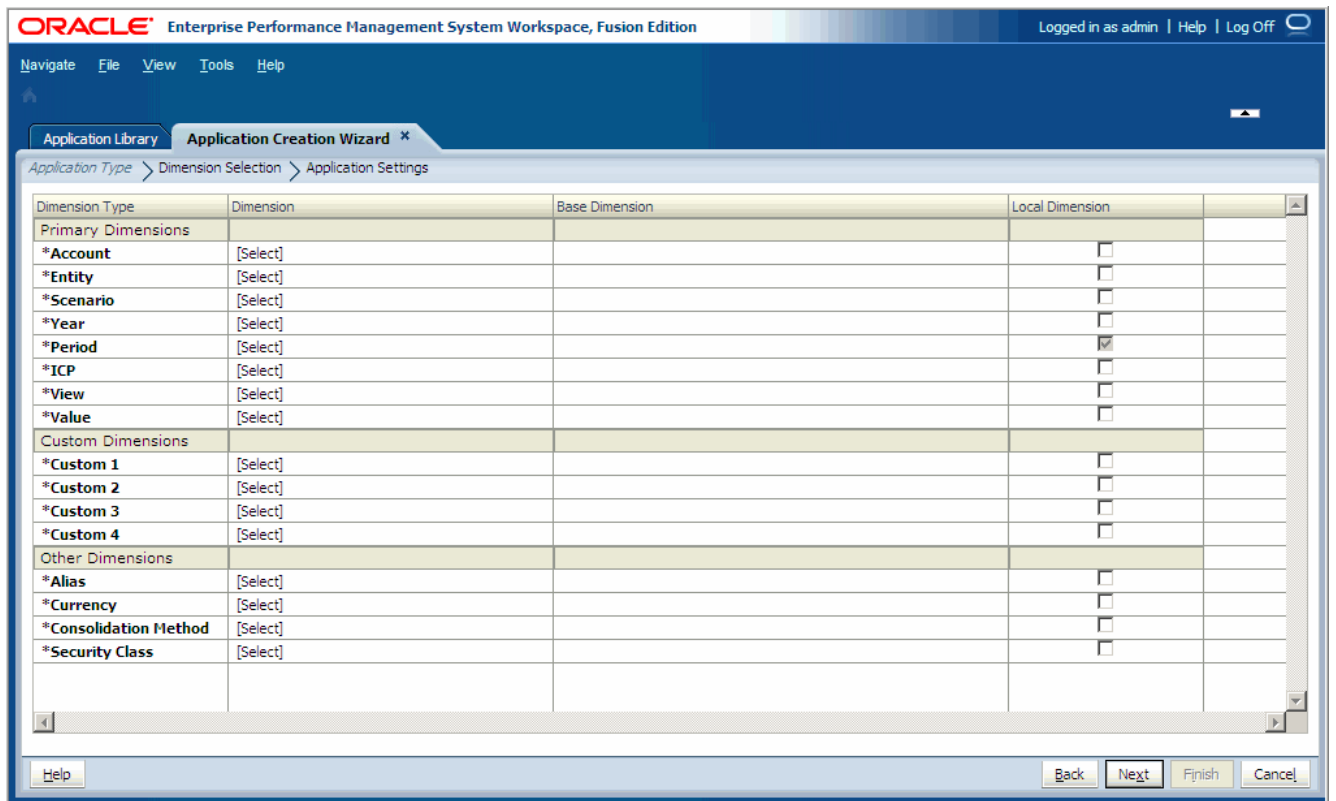 ORACLE Enterprise Performance Management System Workspace, Fusion Edition Logged in as admin | Help | Log Off
Navigate File View Tools Help
Application Library Application Creation Wizard ×
Application Type > Dimension Selection > Application Settings
Dimension Type Dimension Base Dimension Local Dimension
Primary Dimensions
*Account [Select]
*Entity [Select]
*Scenario [Select]
*Year [Select]
*Period [Select]
*ICP [Select]
*View [Select]
*Value [Select]
Custom Dimensions
*Custom 1 [Select]
*Custom 2 [Select]
*Custom 3 [Select]
*Custom 4 [Select]
Other Dimensions
*Alias [Select]
*Currency [Select]
*Consolidation Method [Select]
*Security Class [Select]
Help Back Next Finish Cancel